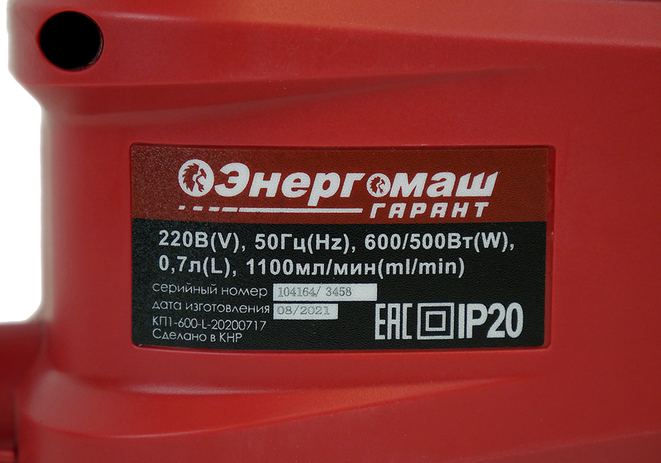 Энергомаш
ГАРАНТ
220В(V), 50Гц(Hz), 600/500Вт(W),
0,7л(L), 1100мл/мин(ml/min)
серийный номер 104164/ 3458
дата изготовления 08/2021
КП1-600-L-20200717
Сделано в КНР
EAC IP20